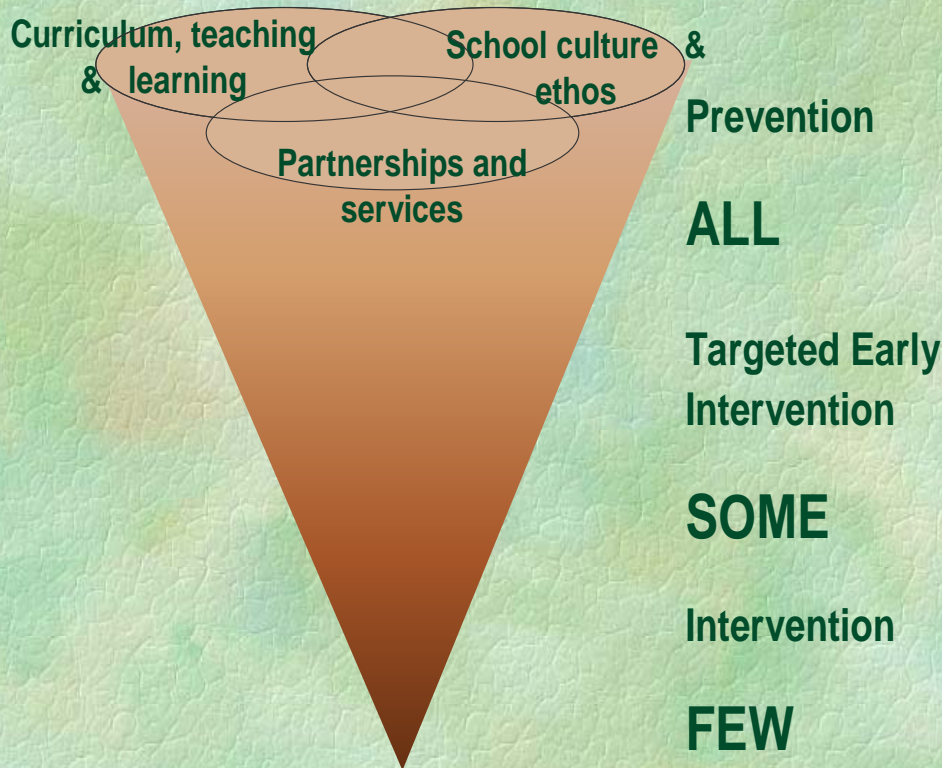 Curriculum, teaching
& learning
School culture &
ethos
Partnerships and
services
Prevention
ALL
Targeted Early
Intervention
SOME
Intervention
FEW